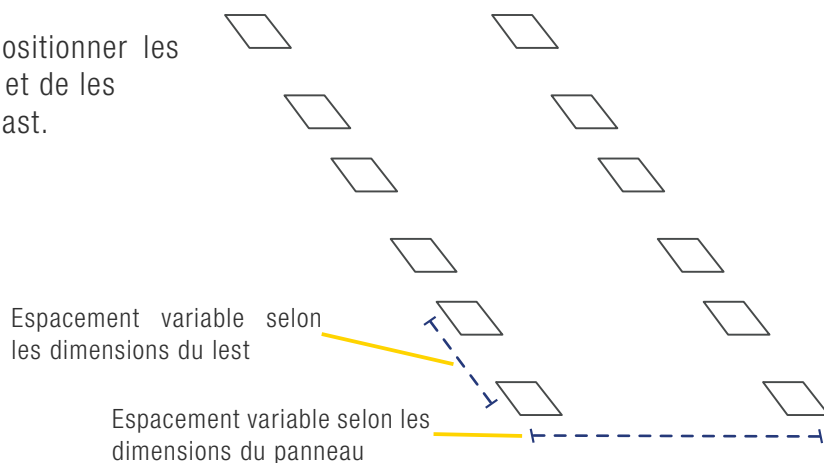 ositionner les
et de les
ast.
Espacement variable selon
les dimensions du lest
Espacement variable selon les
dimensions du panneau